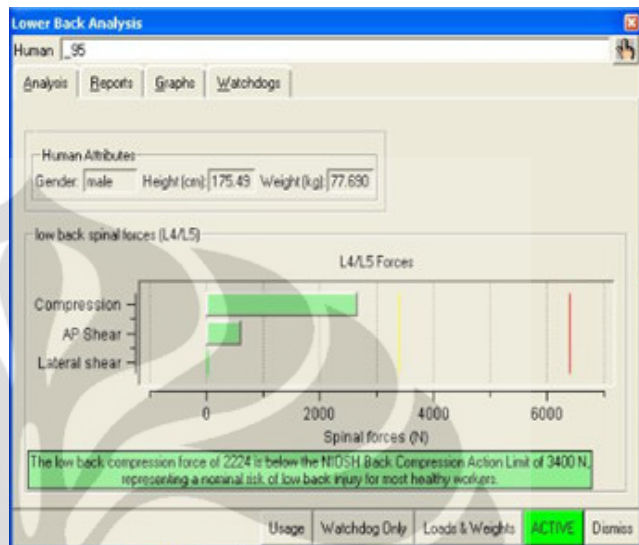 Lower Back Analysis
Human _95
Analysis Reports Graphs Watchdogs
Human Attributes
Gender: male Height (cm): 175.49 Weight (kg): 77.690
low back spinal forces (L4/L5)
L4/L5 Forces
Compression
AP Shear
Lateral shear
0 2000 4000 6000
Spinal forces (N)
The low back compression force of 2224 is below the NIOSH Back Compression Action Limit of 3400 N,
representing a nominal risk of low back injury for most healthy workers.
Usage Watchdog Only Loads & Weights ACTIVE Dismiss